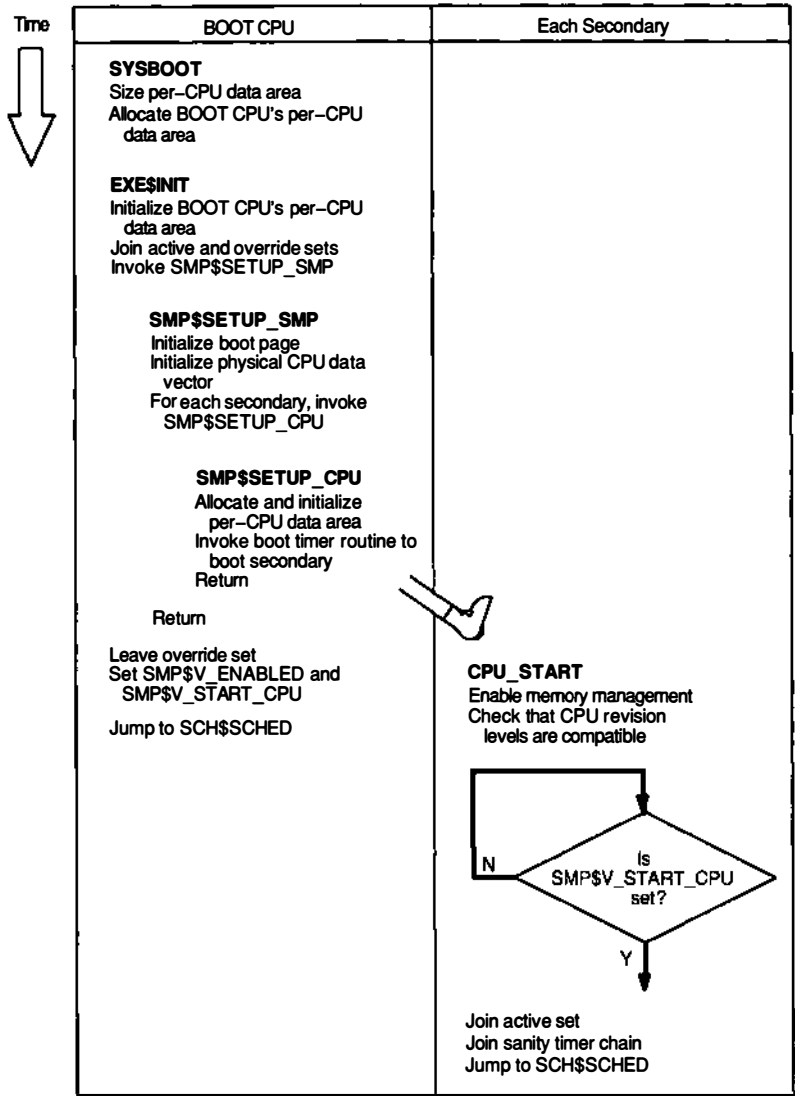 Time
BOOT CPU
Each Secondary
SYSBOOT
Size per–CPU data area
Allocate BOOT CPU's per–CPU
data area
EXE$INIT
Initialize BOOT CPU's per–CPU
data area
Join active and override sets
Invoke SMP$SETUP_SMP
SMP$SETUP_SMP
Initialize boot page
Initialize physical CPU data
vector
For each secondary, invoke
SMP$SETUP_CPU
SMP$SETUP_CPU
Allocate and initialize
per–CPU data area
Invoke boot timer routine to
boot secondary
Return
Return
Leave override set
Set SMP$V_ENABLED and
SMP$V_START_CPU
Jump to SCH$SCHED
CPU_START
Enable memory management
Check that CPU revision
levels are compatible
N
Is
SMP$V_START_CPU
set?
Y
Join active set
Join sanity timer chain
Jump to SCH$SCHED